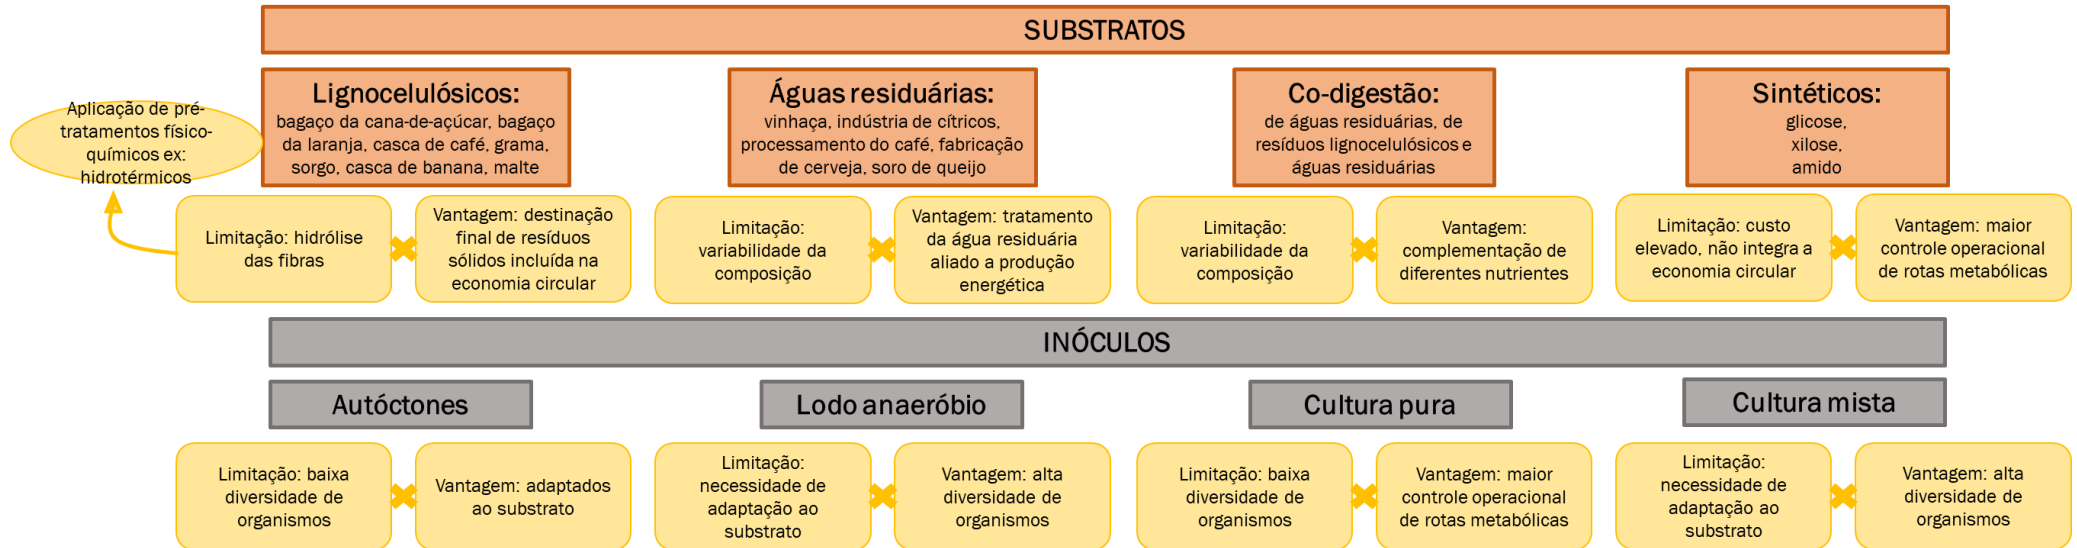 SUBSTRATOS
Aplicação de pré-
tratamentos físico-
químicos ex:
hidrotérmicos
Lignocelulósicos:
bagaço da cana-de-açúcar, bagaço
da laranja, casca de café, grama,
sorgo, casca de banana, malte
Águas residuárias:
vinhaça, indústria de cítricos,
processamento do café, fabricação
de cerveja, soro de queijo
Co-digestão:
de águas residuárias, de
resíduos lignocelulósicos e
águas residuárias
Sintéticos:
glicose,
xilose,
amido
Limitação: hidrólise
das fibras
Vantagem: destinação
final de resíduos
sólidos incluída na
economia circular
Limitação:
variabilidade da
composição
Vantagem: tratamento
da água residuária
aliado a produção
energética
Limitação:
variabilidade da
composição
Vantagem:
complementação de
diferentes nutrientes
Limitação: custo
elevado, não integra a
economia circular
Vantagem: maior
controle operacional
de rotas metabólicas
INÓCULOS
Autóctones
Lodo anaeróbio
Cultura pura
Cultura mista
Limitação: baixa
diversidade de
organismos
Vantagem: adaptados
ao substrato
Limitação:
necessidade de
adaptação ao
substrato
Vantagem: alta
diversidade de
organismos
Limitação: baixa
diversidade de
organismos
Vantagem: maior
controle operacional
de rotas metabólicas
Limitação:
necessidade de
adaptação ao
substrato
Vantagem: alta
diversidade de
organismos